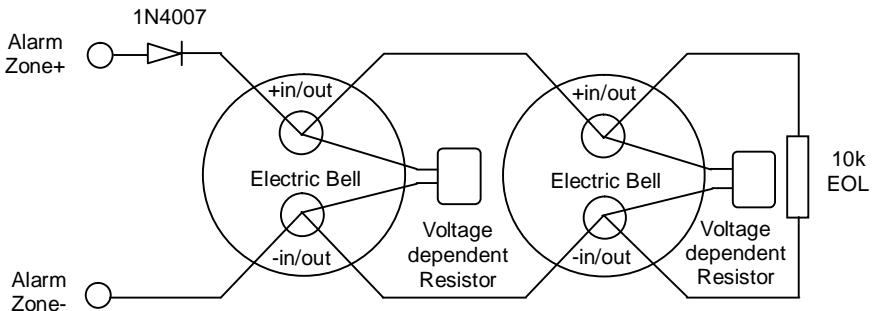 1N4007
Alarm
Zone+
+in/out
+in/out
Electric Bell
Electric Bell
10k
EOL
-in/out
-in/out
Voltage
dependent
Resistor
Voltage
dependent
Resistor
Alarm
Zone-